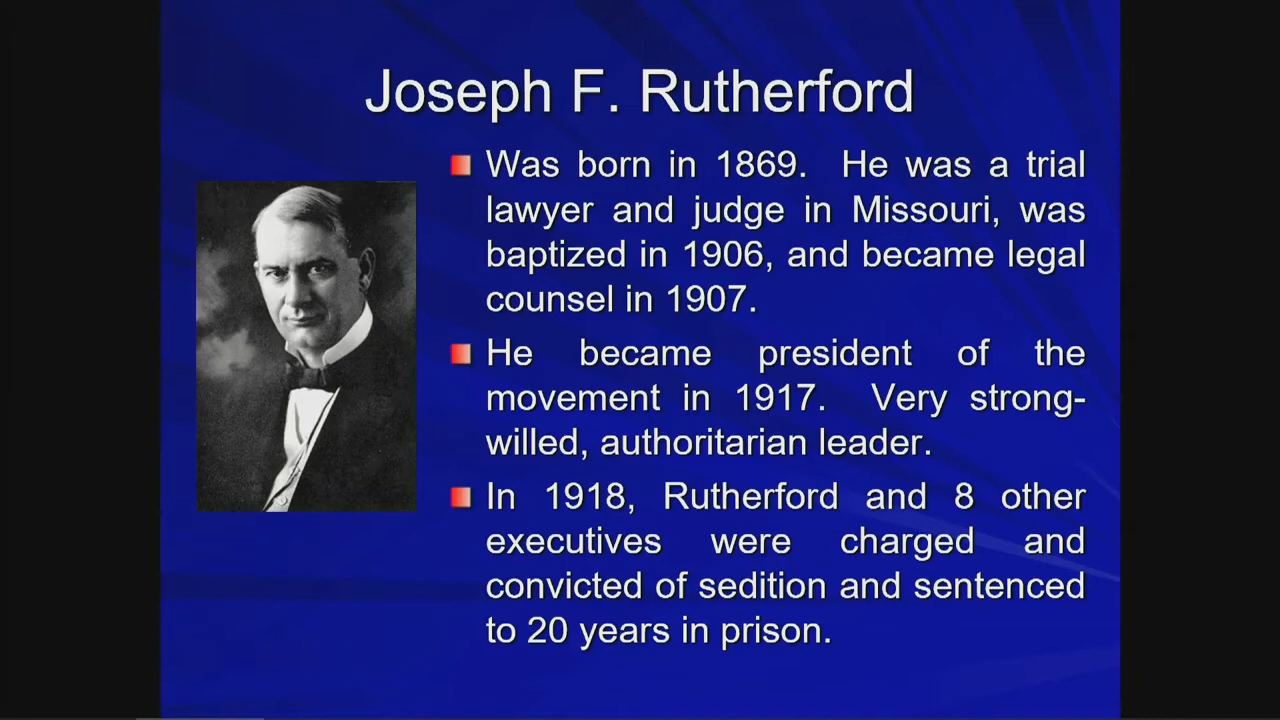 Joseph F. Rutherford
Was born in 1869. He was a trial
lawyer and judge in Missouri, was
baptized in 1906, and became legal
counsel in 1907.
He became president of the
movement in 1917. Very strong-
willed, authoritarian leader.
In 1918, Rutherford and 8 other
executives were charged and
convicted of sedition and sentenced
to 20 years in prison.